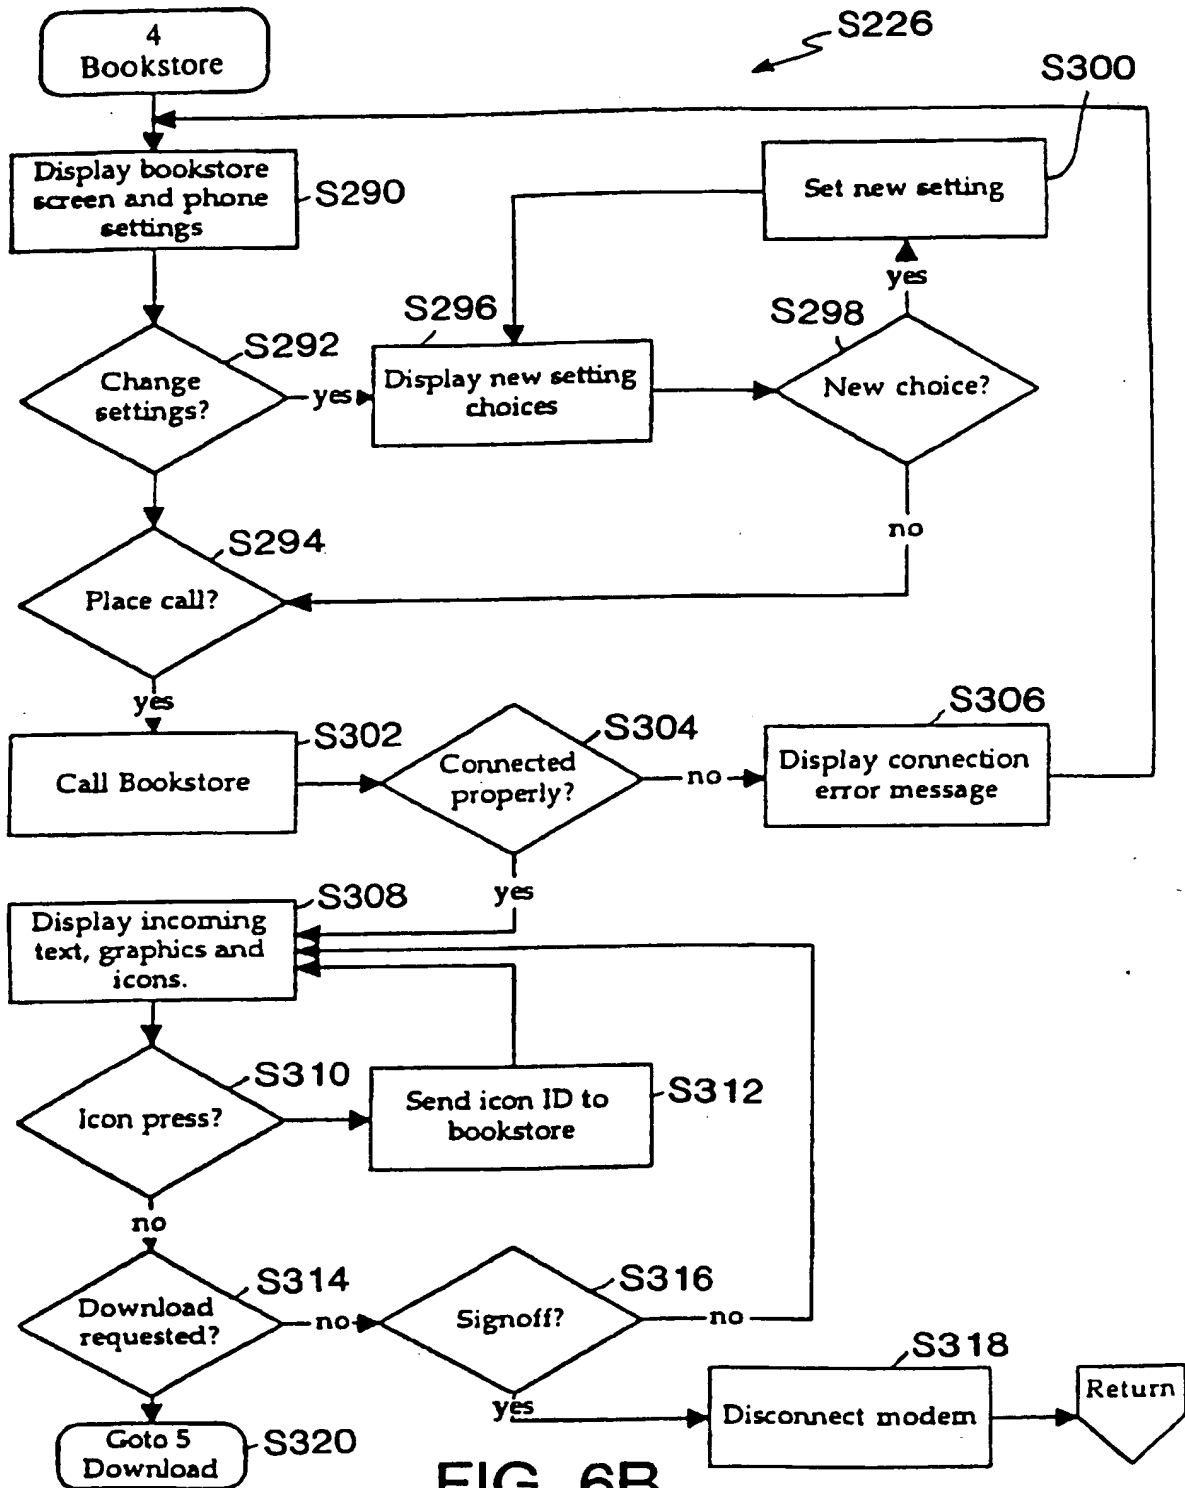 4
Bookstore
S226
S300
Display bookstore
screen and phone
settings
S290
Set new setting
yes
S296
S298
S292
Change
settings?
yes
Display new setting
choices
New choice?
no
S294
Place call?
yes
S302
Call Bookstore
S304
Connected
properly?
no
S306
Display connection
error message
yes
S308
Display incoming
text, graphics and
icons.
S310
Icon press?
Send icon ID to
bookstore
S312
no
S314
Download
requested?
no
S316
Signoff?
no
yes
S318
Disconnect modem
Return
Goto 5
Download
S320
FIG. 6B